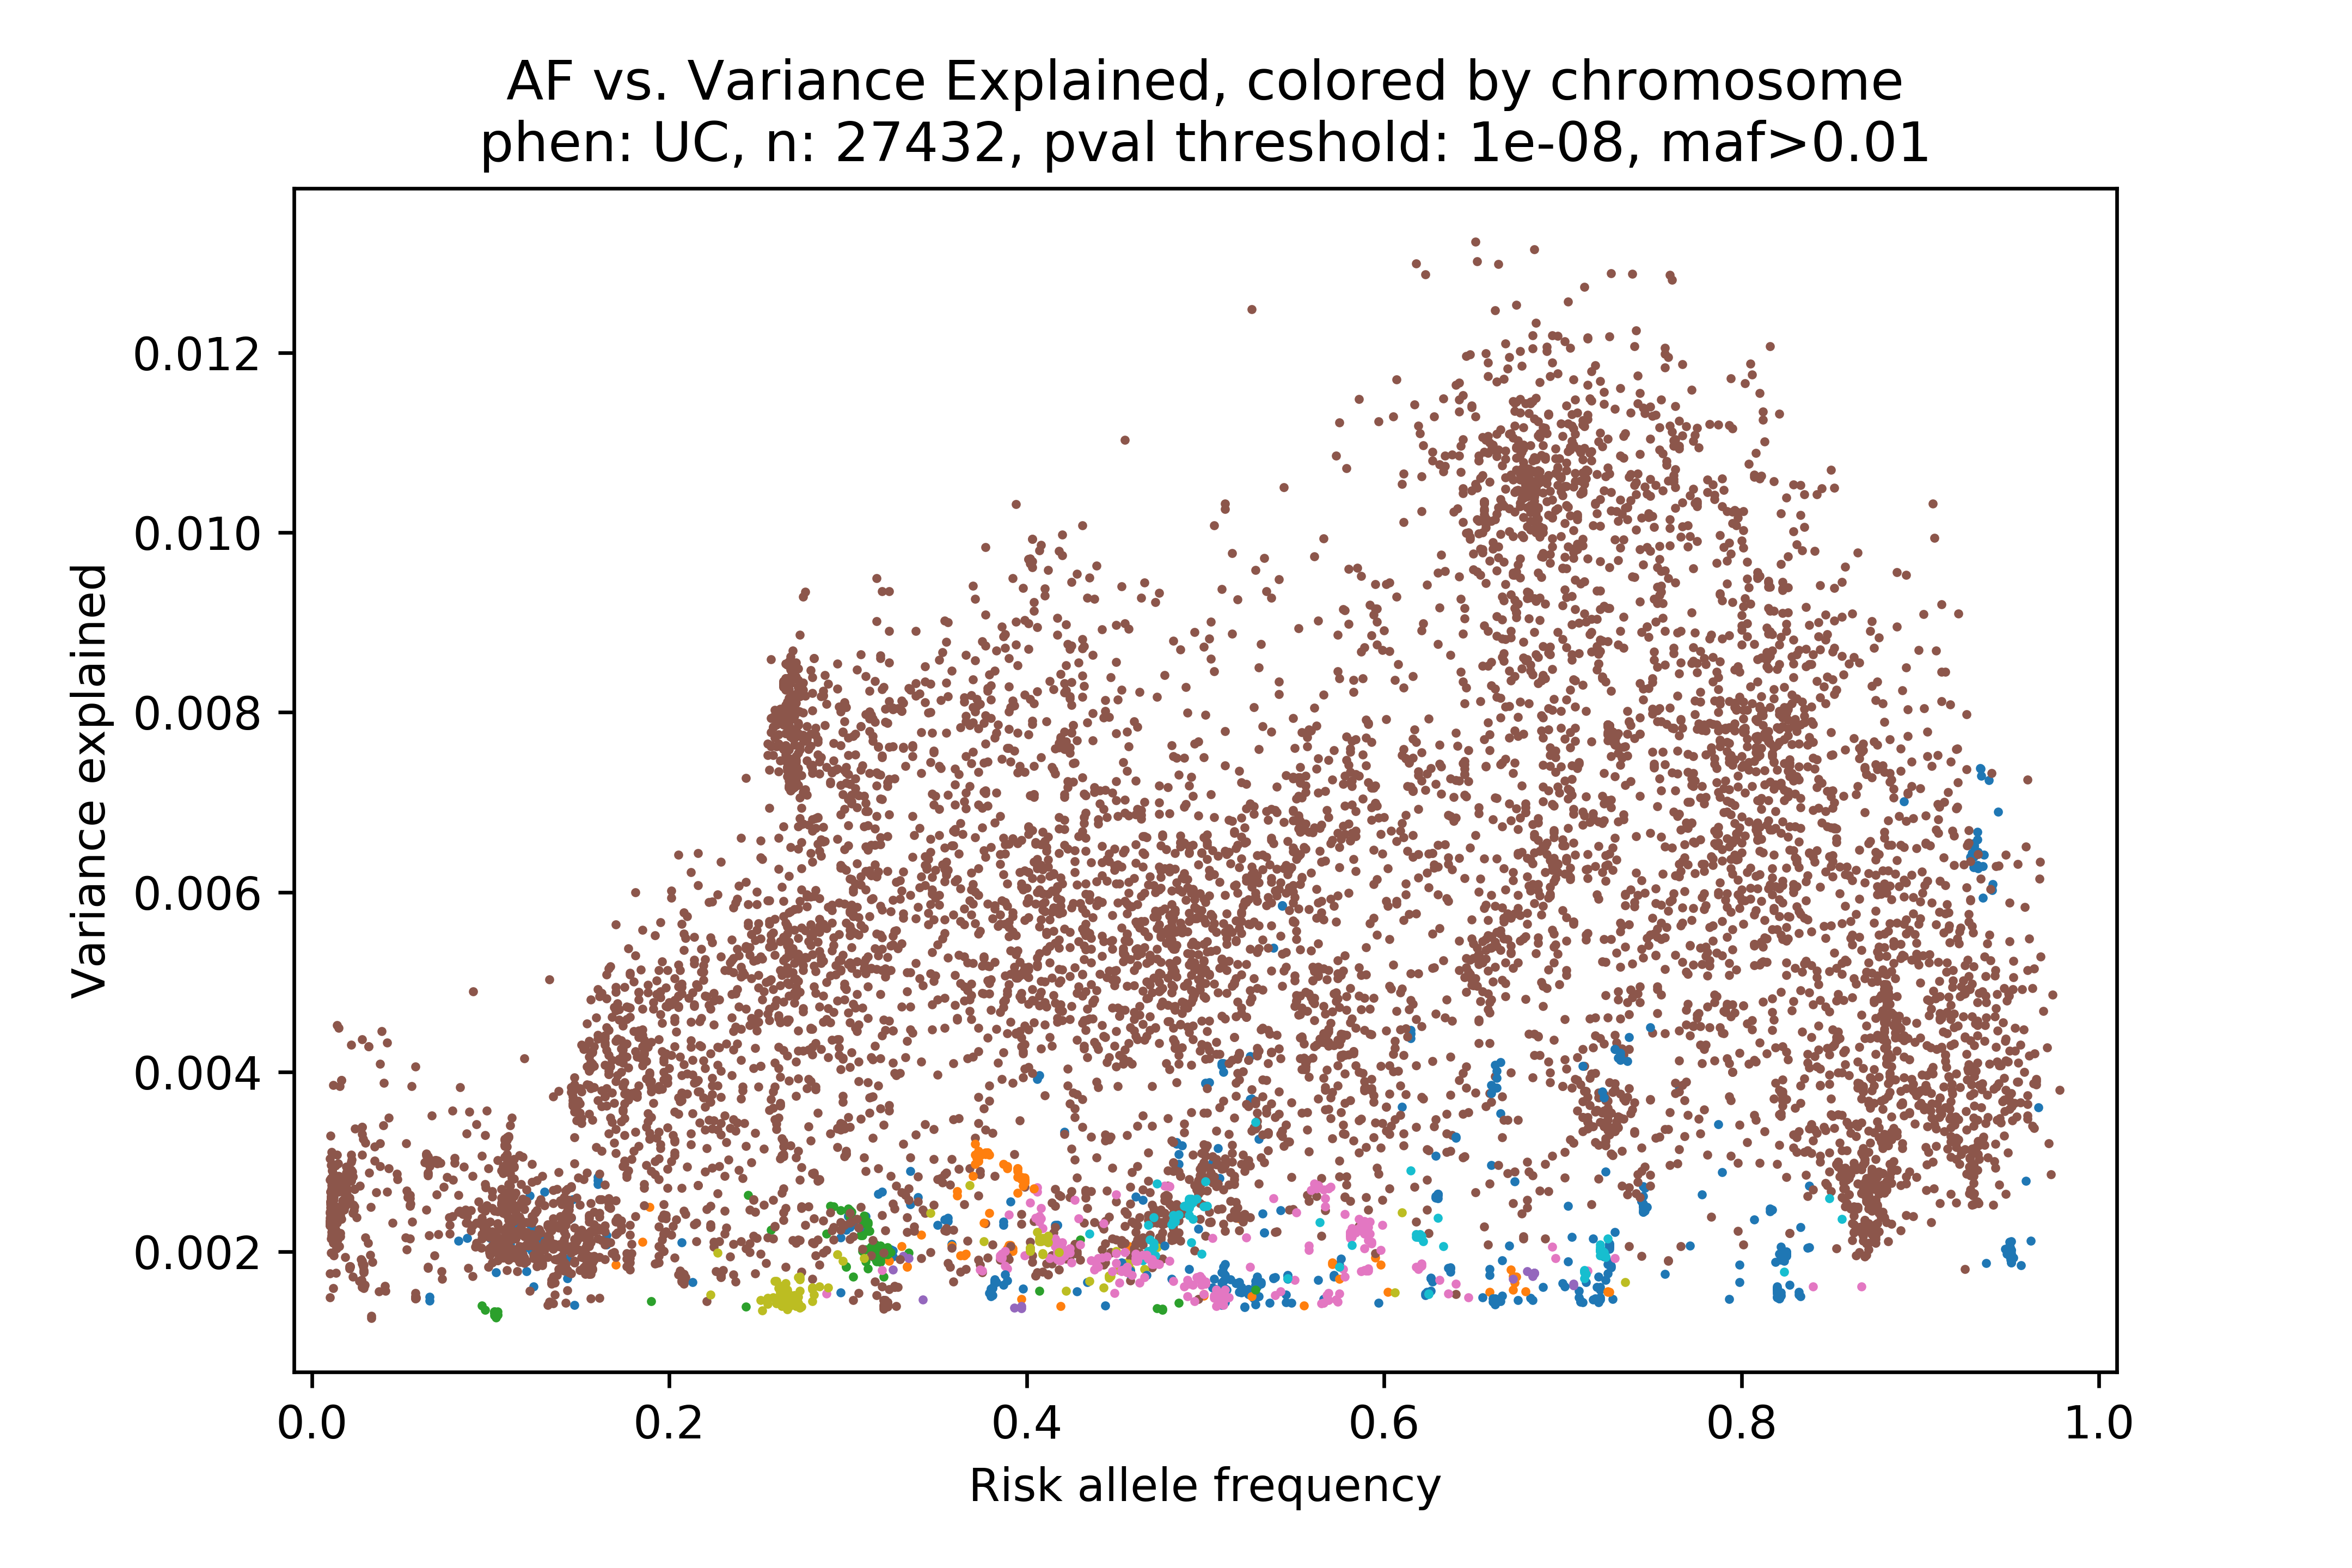 AF vs. Variance Explained, colored by chromosome
phen: UC, n: 27432, pval threshold: 1e-08, maf>0.01
0.012
0.010
0.008
0.006
0.004
0.002
Variance explained
0.0 0.2 0.4 0.6 0.8 1.0
Risk allele frequency